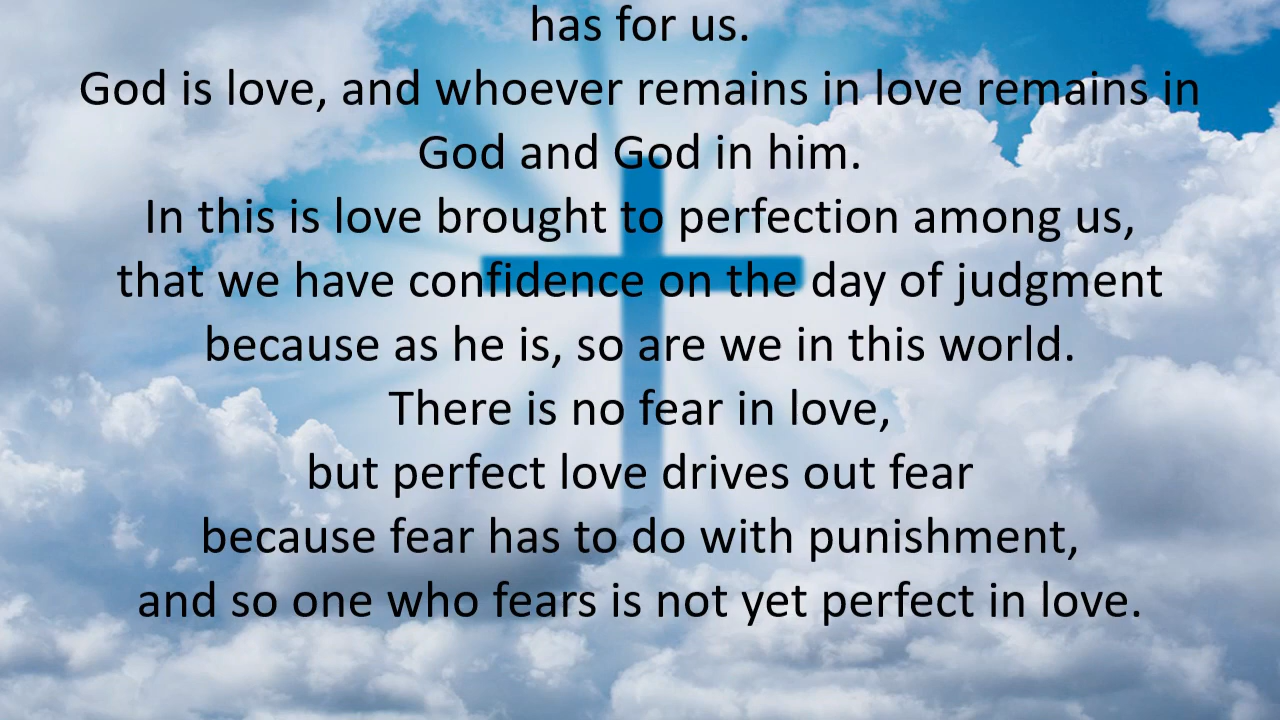 has for us.
God is love, and whoever remains in love remains in
God and God in him.
In this is love brought to perfection among us,
that we have confidence on the day of judgment
because as he is, so are we in this world.
There is no fear in love,
but perfect love drives out fear
because fear has to do with punishment,
and so one who fears is not yet perfect in love.